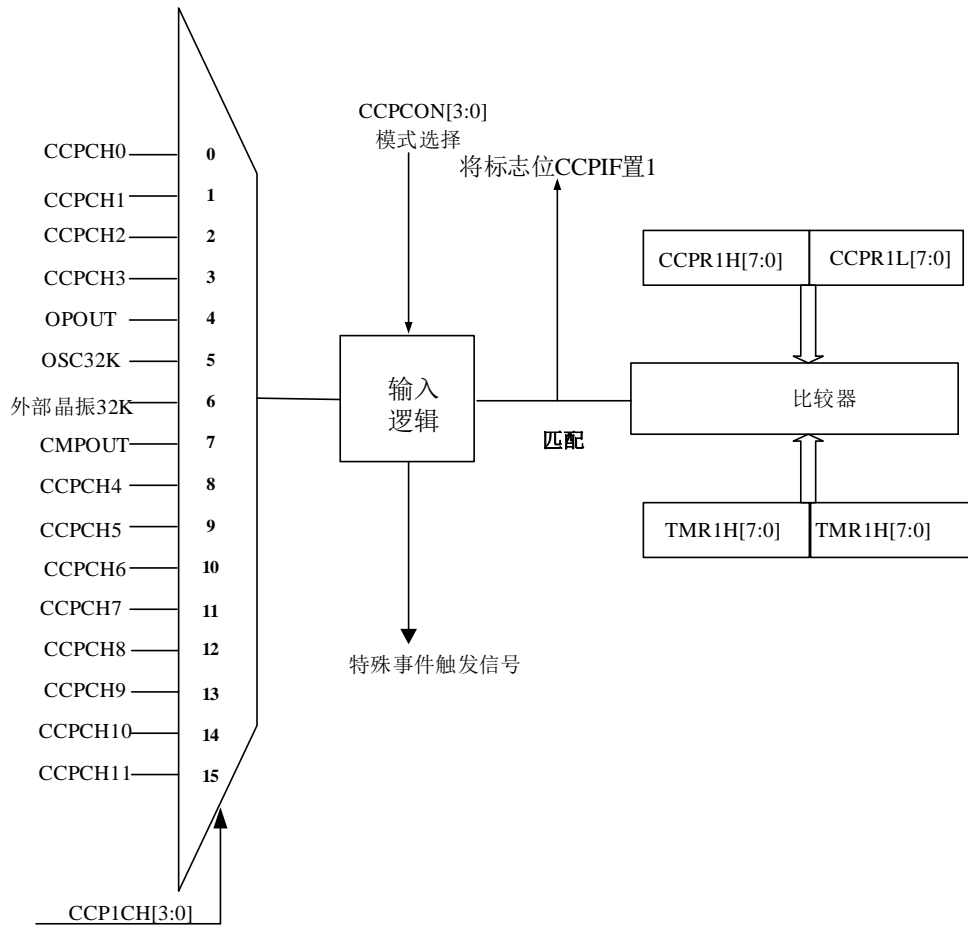 CCPCH0
CCPCH1
CCPCH2
CCPCH3
OPOUT
OSC32K
外部晶振32K
CMPOUT
CCPCH4
CCPCH5
CCPCH6
CCPCH7
CCPCH8
CCPCH9
CCPCH10
CCPCH11
0
1
2
3
4
5
6
7
8
9
10
11
12
13
14
15
CCP1CH[3:0]
CCPCON[3:0]
模式选择
输入
逻辑
特殊事件触发信号
将标志位CCPIF置1
匹配
CCPR1H[7:0]
CCPR1L[7:0]
比较器
TMR1H[7:0]
TMR1H[7:0]